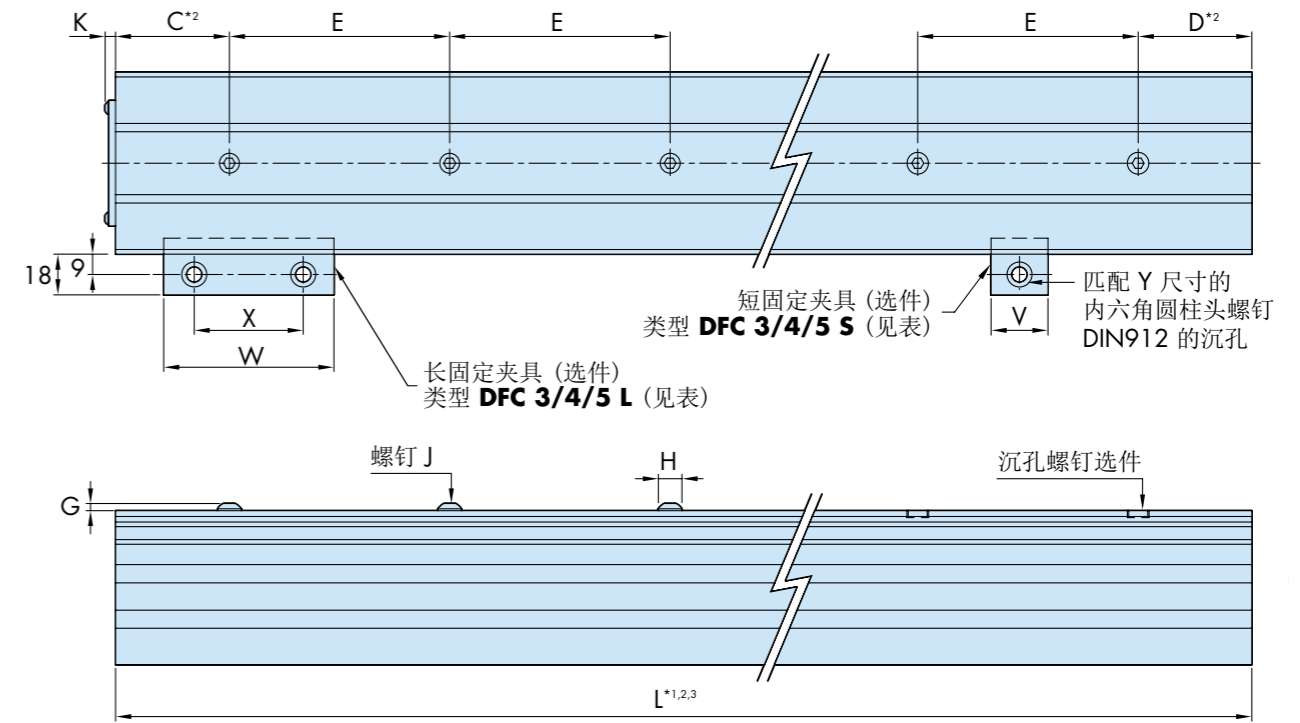 K
C*2
E
E
E
D*2
18
9
X
W
V
短固定夹具 (选件)
类型 DFC 3/4/5 S (见表)
匹配 Y 尺寸的
内六角圆柱头螺钉
DIN912 的沉孔
长固定夹具 (选件)
类型 DFC 3/4/5 L (见表)
螺钉 J
H
沉孔螺钉选件
G
L*1,2,3